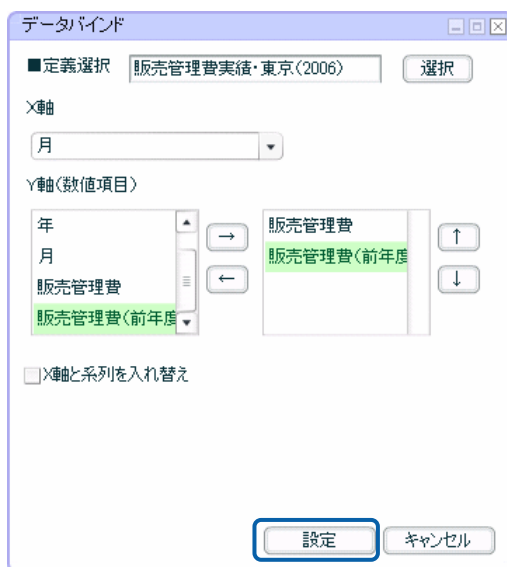 データバインド
■定義選択 販売管理費実績・東京(2006) 選択
X軸
月
Y軸(数値項目)
年
月
販売管理費
販売管理費(前年度
→
←
販売管理費
販売管理費(前年度
↑
↓
X軸と系列を入れ替え
設定 キャンセル